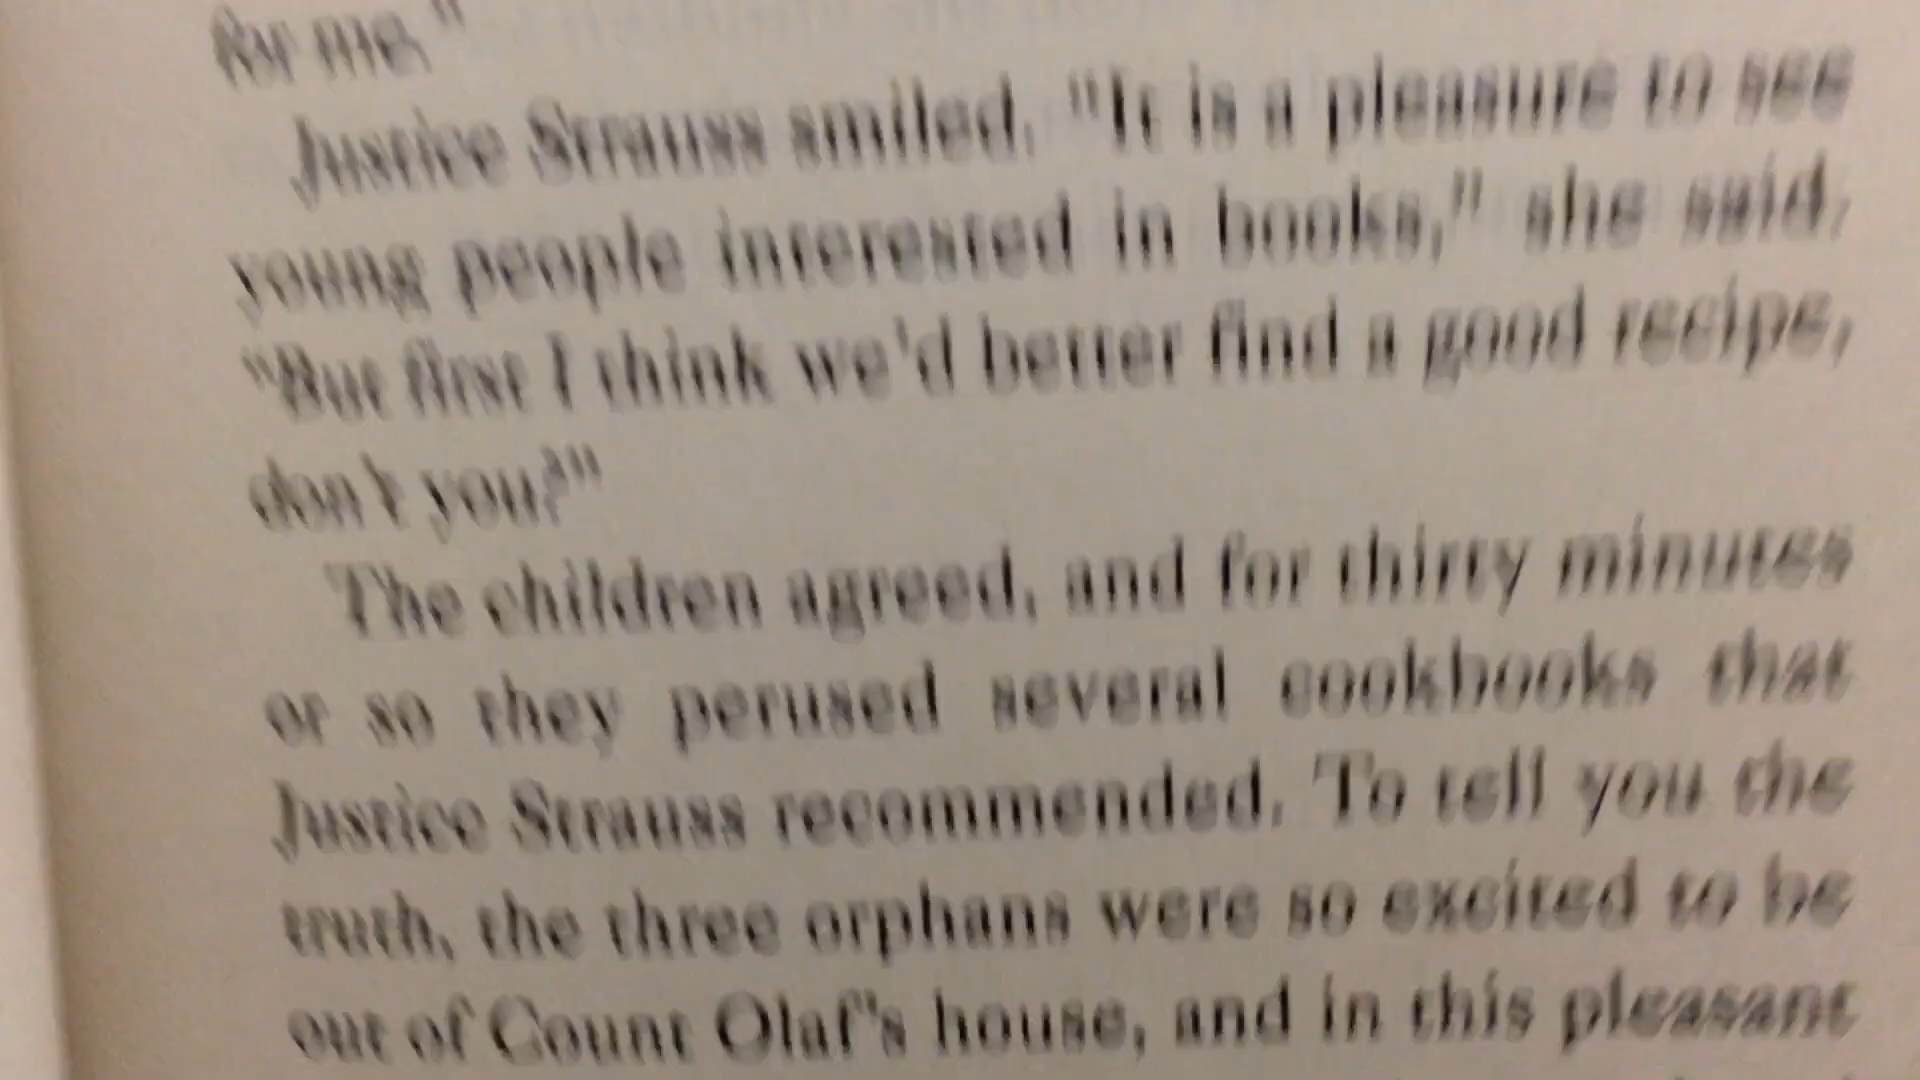 for me."
Justice Strauss smiled. "It is a pleasure to see
young people interested in books," she said.
"But first I think we'd better find a good recipe,
don't you?"
The children agreed, and for thirty minutes
or so they perused several cookbooks that
Justice Strauss recommended. To tell you the
truth, the three orphans were so excited to be
out of Count Olaf's house, and in this pleasant